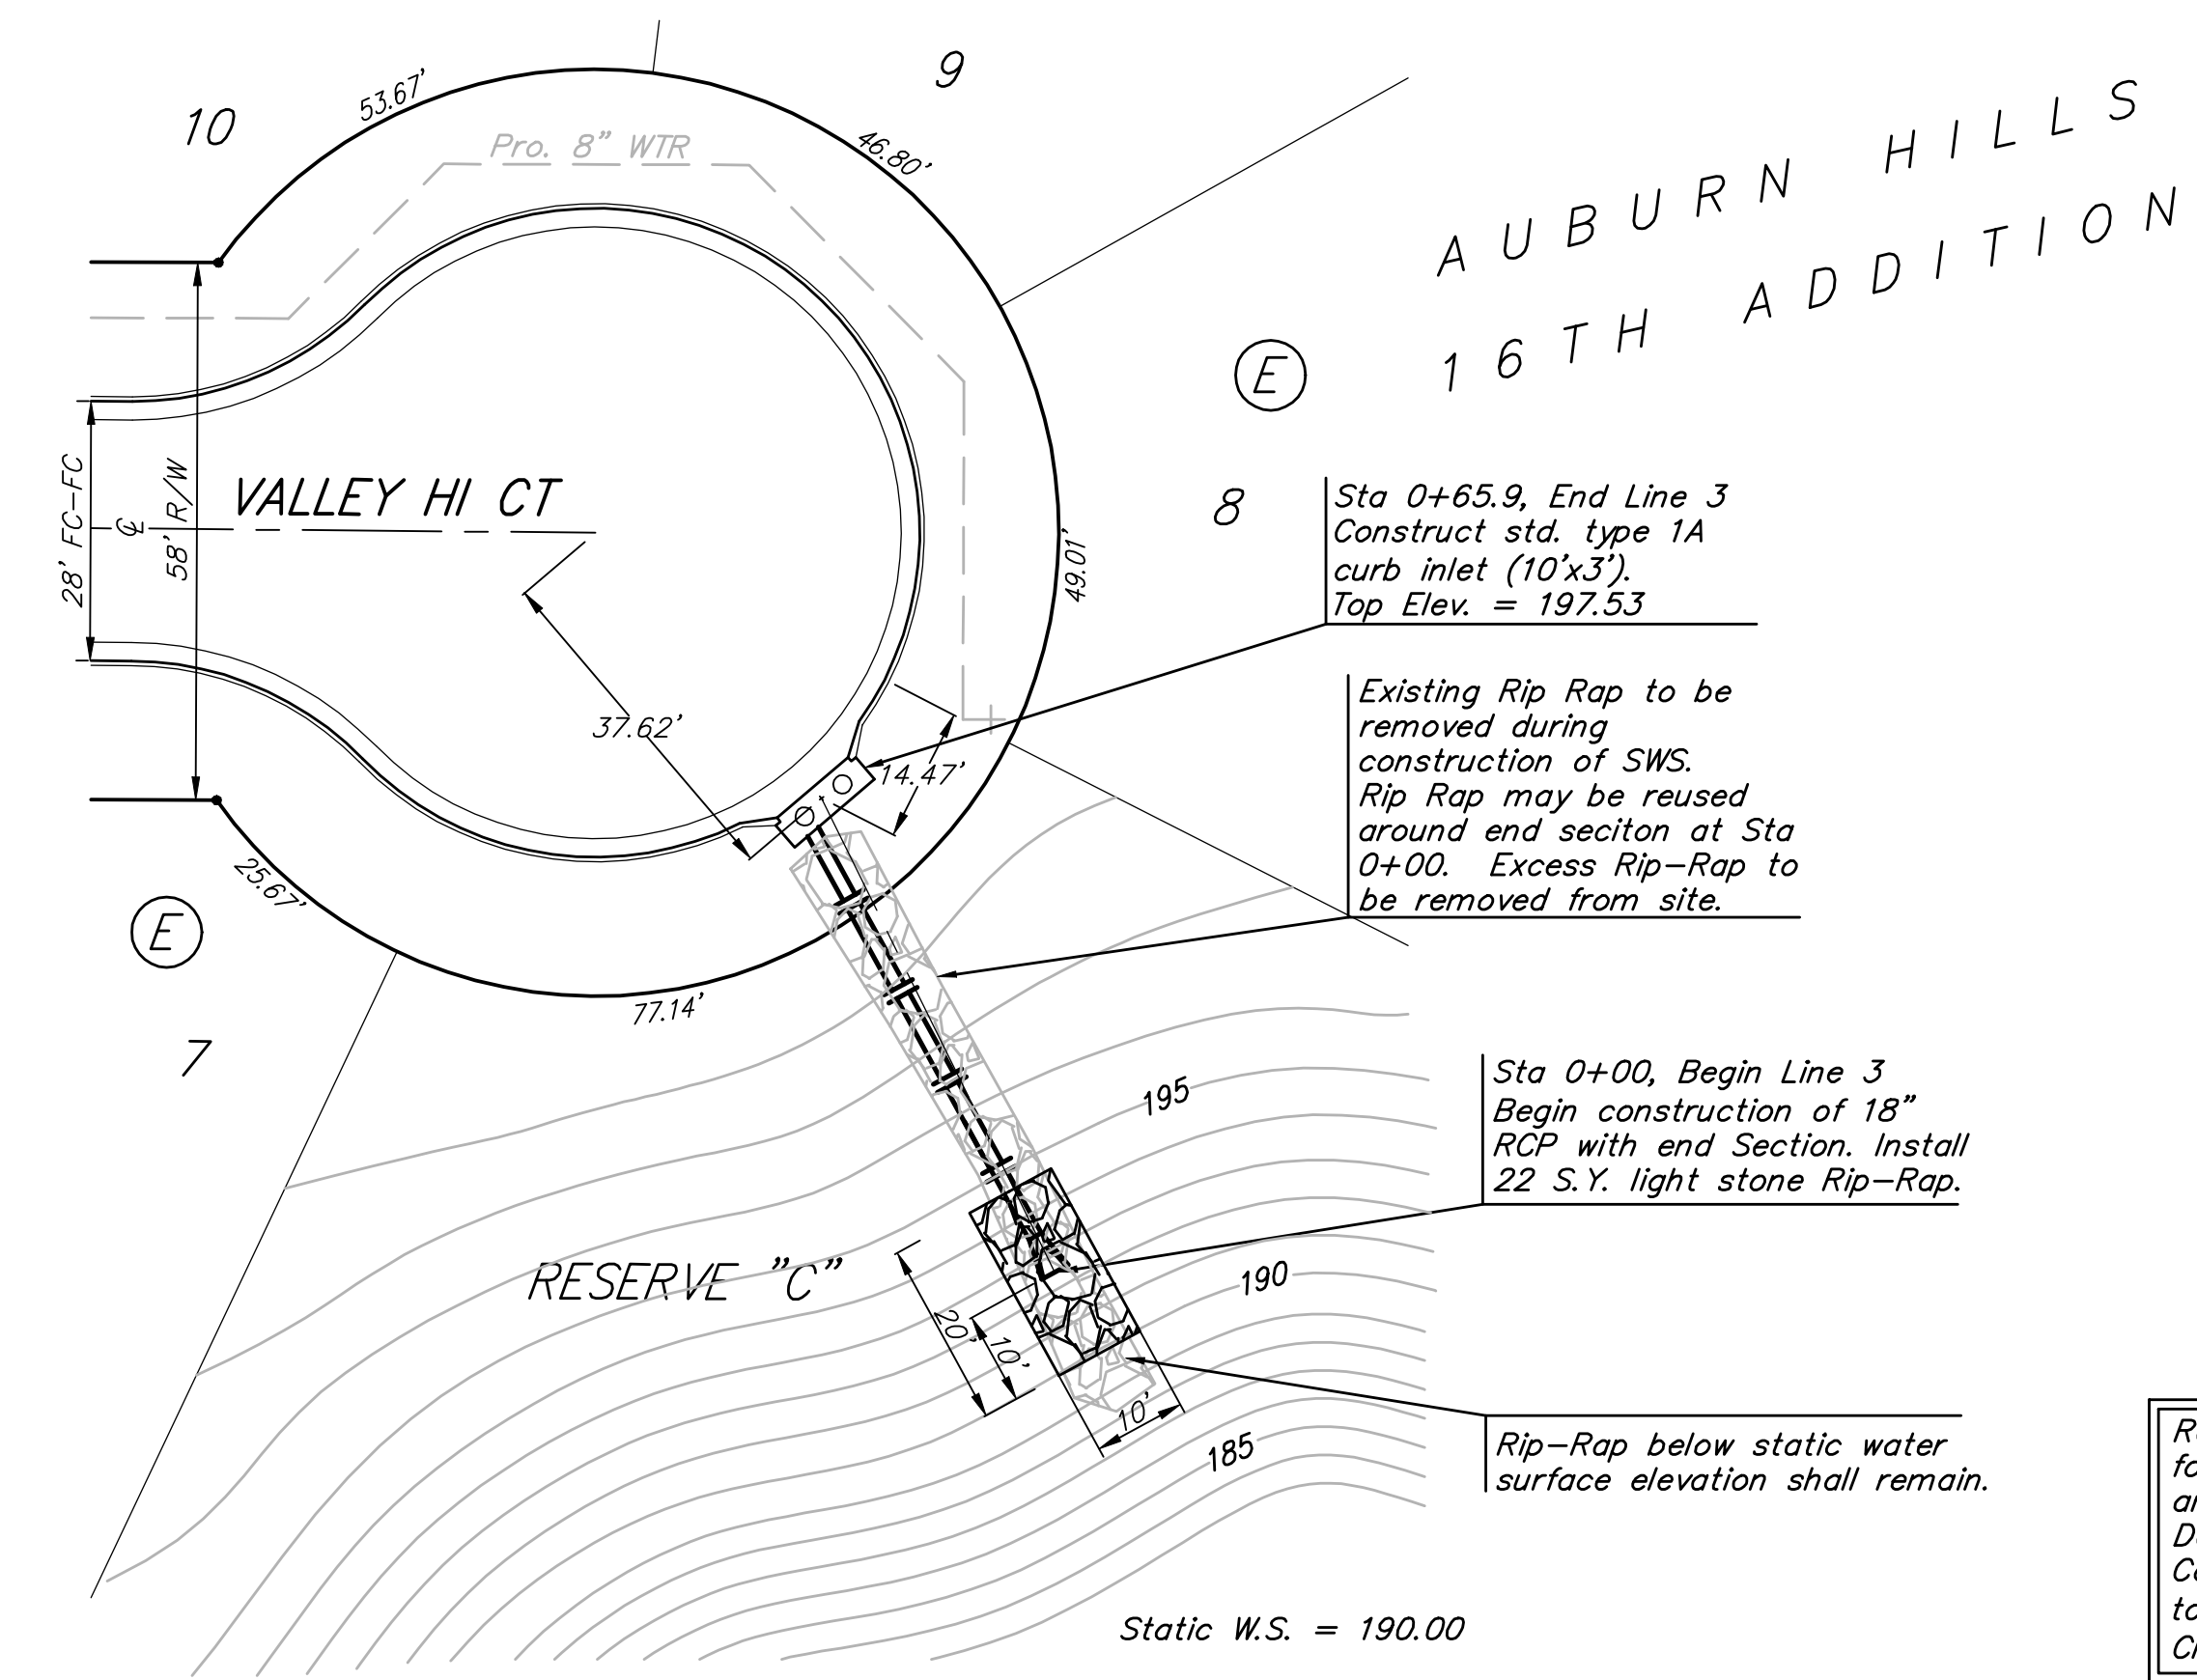 10
53.67'
9
46.80'
Pro. 8" WTR
AUBURN HILLS
16TH ADDITION
E
28' FC-FC
℄
58' R/W
VALLEY HI CT
8
49.01'
Sta 0+65.9, End Line 3
Construct std. type 1A
curb inlet (10'x3').
Top Elev. = 197.53
37.62'
14.47'
Existing Rip Rap to be
removed during
construction of SWS.
Rip Rap may be reused
around end seciton at Sta
0+00. Excess Rip-Rap to
be removed from site.
25.67'
E
77.14'
7
195
Sta 0+00, Begin Line 3
Begin construction of 18"
RCP with end Section. Install
22 S.Y. light stone Rip-Rap.
RESERVE "C"
190
20'
10'
10'
185
Rip-Rap below static water
surface elevation shall remain.
Static W.S. = 190.00